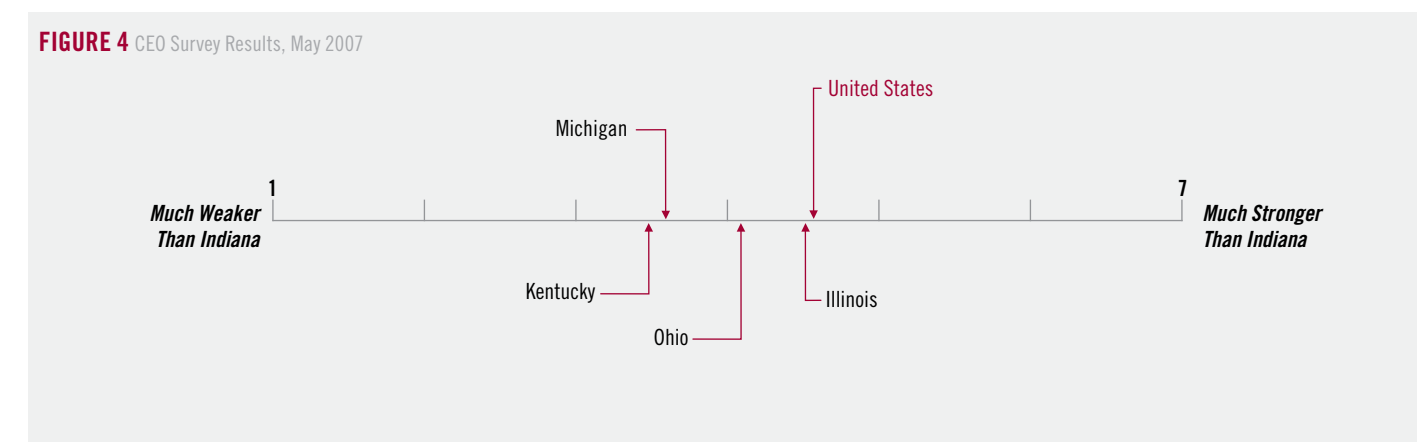 FIGURE 4 CEO Survey Results, May 2007
United States
Michigan
1
7
Much Weaker
Than Indiana
Much Stronger
Than Indiana
Kentucky
Illinois
Ohio